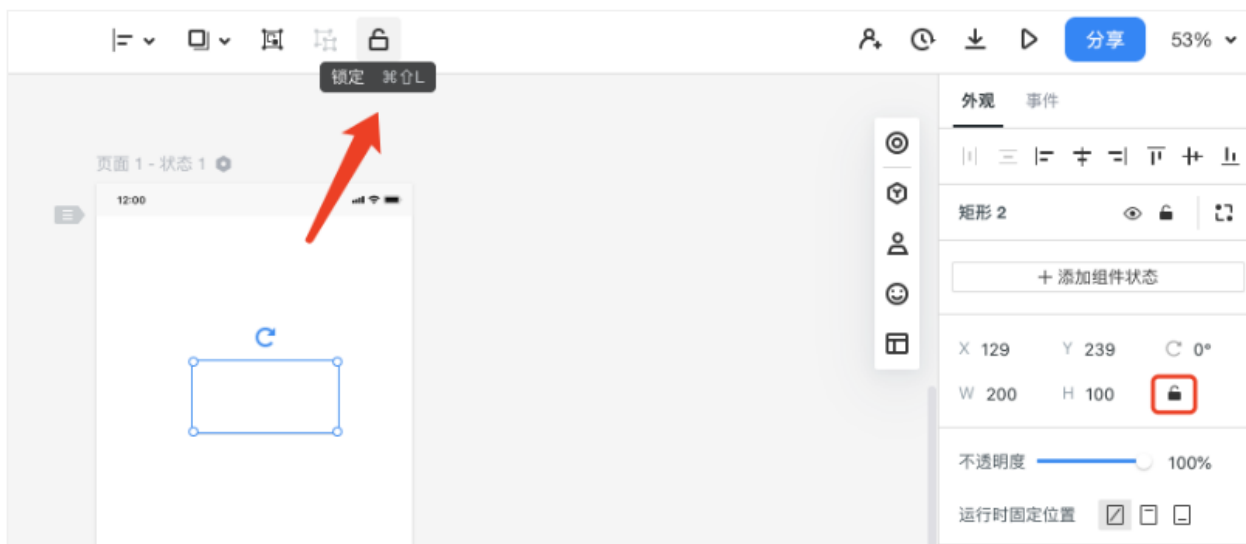 分享
53%
锁定 ⌘⇧L
外观 事件
页面 1 - 状态 1
12:00
矩形 2
+ 添加组件状态
X 129 Y 239 0°
W 200 H 100
不透明度 100%
运行时固定位置